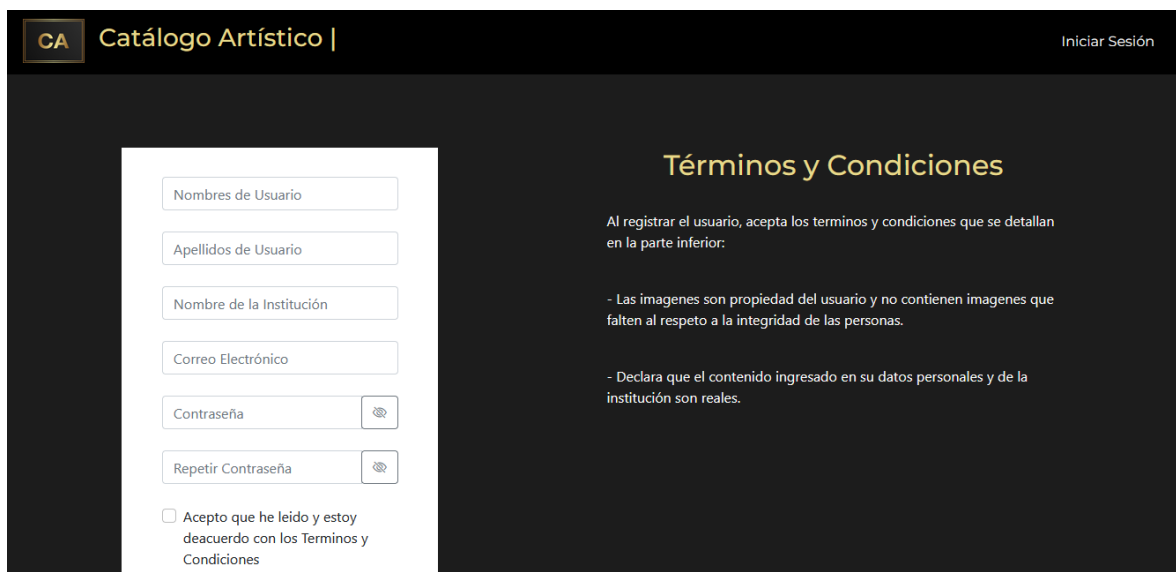 CA
Catálogo Artístico |
Iniciar Sesión
Nombres de Usuario
Apellidos de Usuario
Nombre de la Institución
Correo Electrónico
Contraseña
Repetir Contraseña
Acepto que he leido y estoy
deacuerdo con los Terminos y
Condiciones
Términos y Condiciones
Al registrar el usuario, acepta los terminos y condiciones que se detallan
en la parte inferior:
- Las imagenes son propiedad del usuario y no contienen imagenes que
falten al respeto a la integridad de las personas.
- Declara que el contenido ingresado en su datos personales y de la
institución son reales.